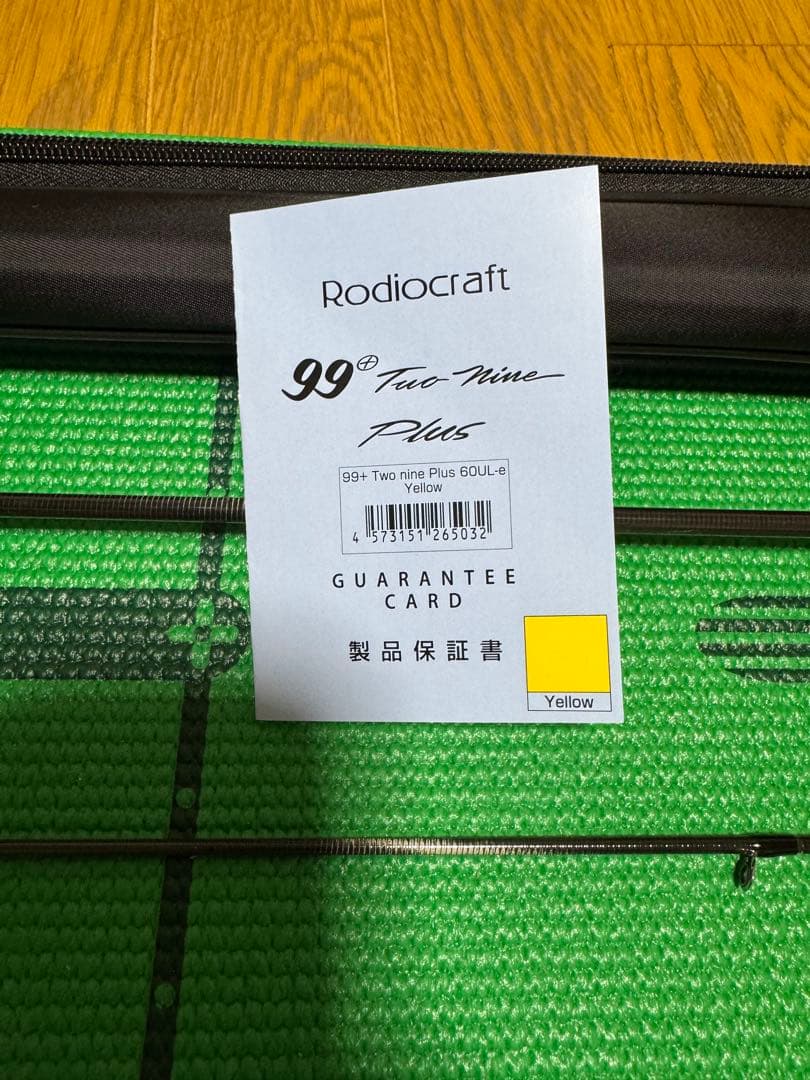 Rodiocraft
99+ Two Nine
Plus
99+ Two nine Plus 60UL-e
Yellow
4 573151 265032
GUARANTEE
CARD
製品保証書
Yellow